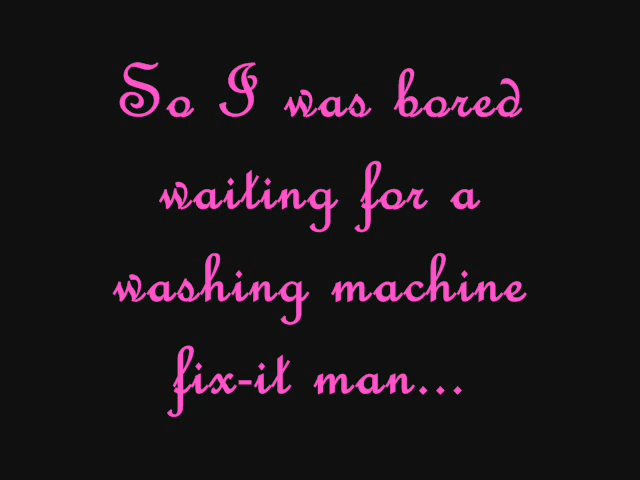 So I was bored
waiting for a
washing machine
fix-it man...